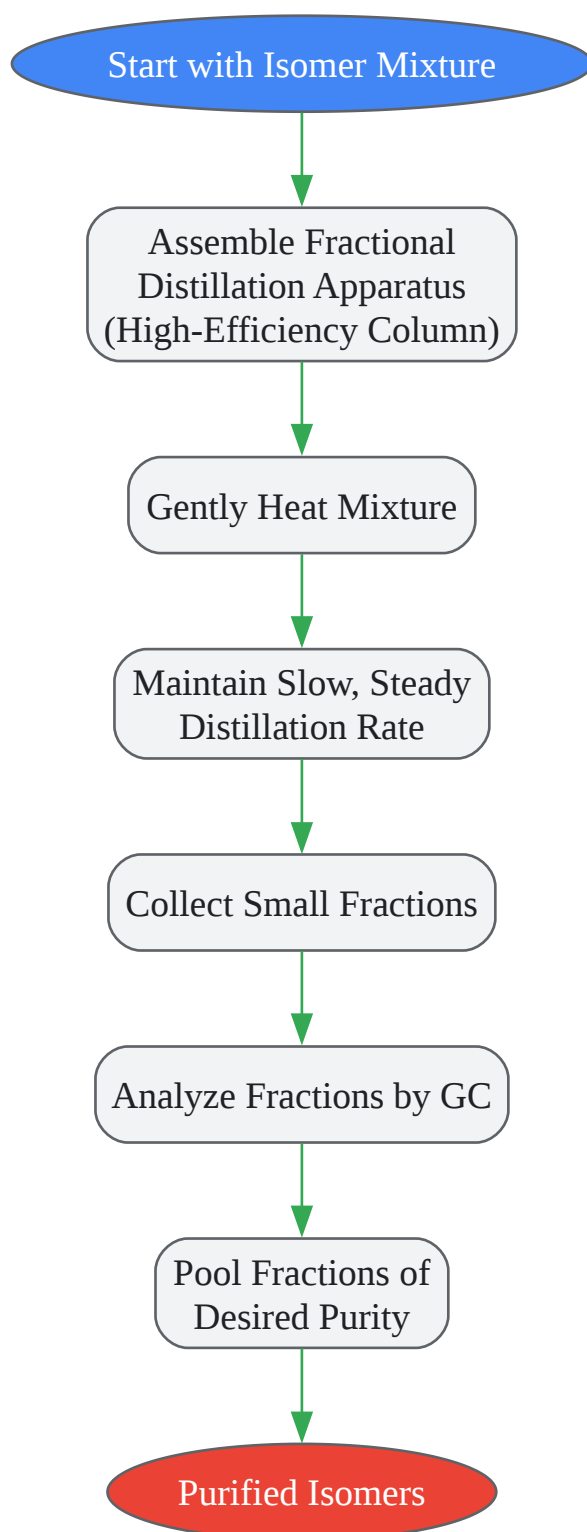 Start with Isomer Mixture
Assemble Fractional
Distillation Apparatus
(High-Efficiency Column)
Gently Heat Mixture
Maintain Slow, Steady
Distillation Rate
Collect Small Fractions
Analyze Fractions by GC
Pool Fractions of
Desired Purity
Purified Isomers